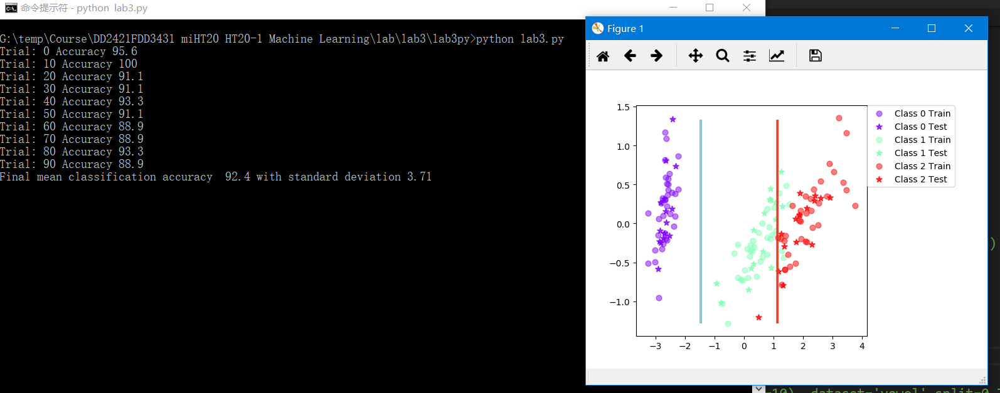 命令提示符 - python lab3.py
G:\temp\Course\DD2421FDD3431 miHT20 HT20-1 Machine Learning\lab\lab3\lab3py>python lab3.py
Trial: 0 Accuracy 95.6
Trial: 10 Accuracy 100
Trial: 20 Accuracy 91.1
Trial: 30 Accuracy 91.1
Trial: 40 Accuracy 93.3
Trial: 50 Accuracy 91.1
Trial: 60 Accuracy 88.9
Trial: 70 Accuracy 88.9
Trial: 80 Accuracy 93.3
Trial: 90 Accuracy 88.9
Final mean classification accuracy  92.4 with standard deviation 3.71
Figure 1
1.5
1.0
0.5
0.0
−0.5
−1.0
−3 −2 −1 0 1 2 3 4
Class 0 Train
Class 0 Test
Class 1 Train
Class 1 Test
Class 2 Train
Class 2 Test
)
=10), dataset='vowel',split=0.